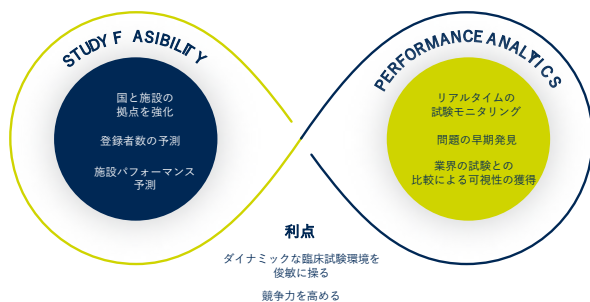 STUDY F ASIBILITY
国と施設の
拠点を強化
登録者数の予測
施設パフォーマンス
予測
PERFORMANCE ANALYTICS
リアルタイムの
試験モニタリング
問題の早期発見
業界の試験との
比較による可視性の獲得
利点
ダイナミックな臨床試験環境を
俊敏に操る
競争力を高める